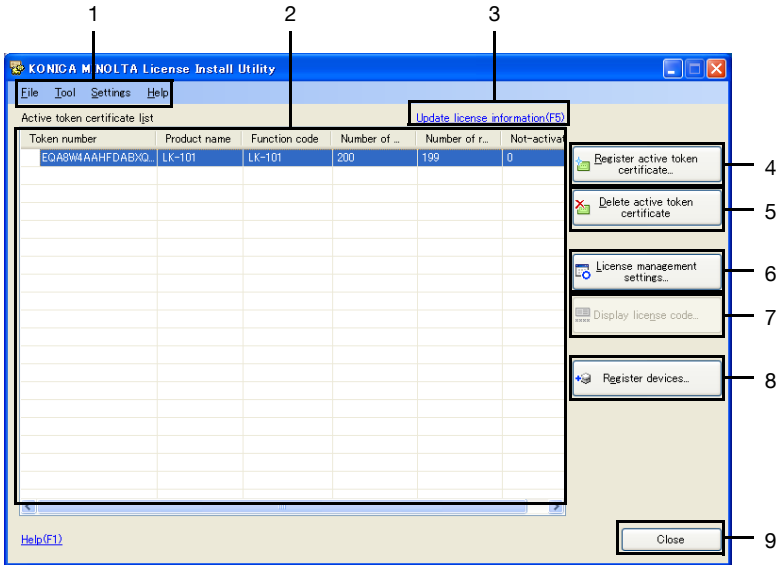 1 2 3
KONICA MINOLTA License Install Utility
File Tool Settings Help
Active token certificate list Update license information(F5)
Token number Product name Function code Number of ... Number of r... Not-activat
EQA8W4AAHFDABXQ... LK-101 LK-101 200 199 0
Register active token
certificate...
4
Delete active token
certificate
5
License management
settings...
6
Display license code...
7
Register devices...
8
Help(F1)
Close
9